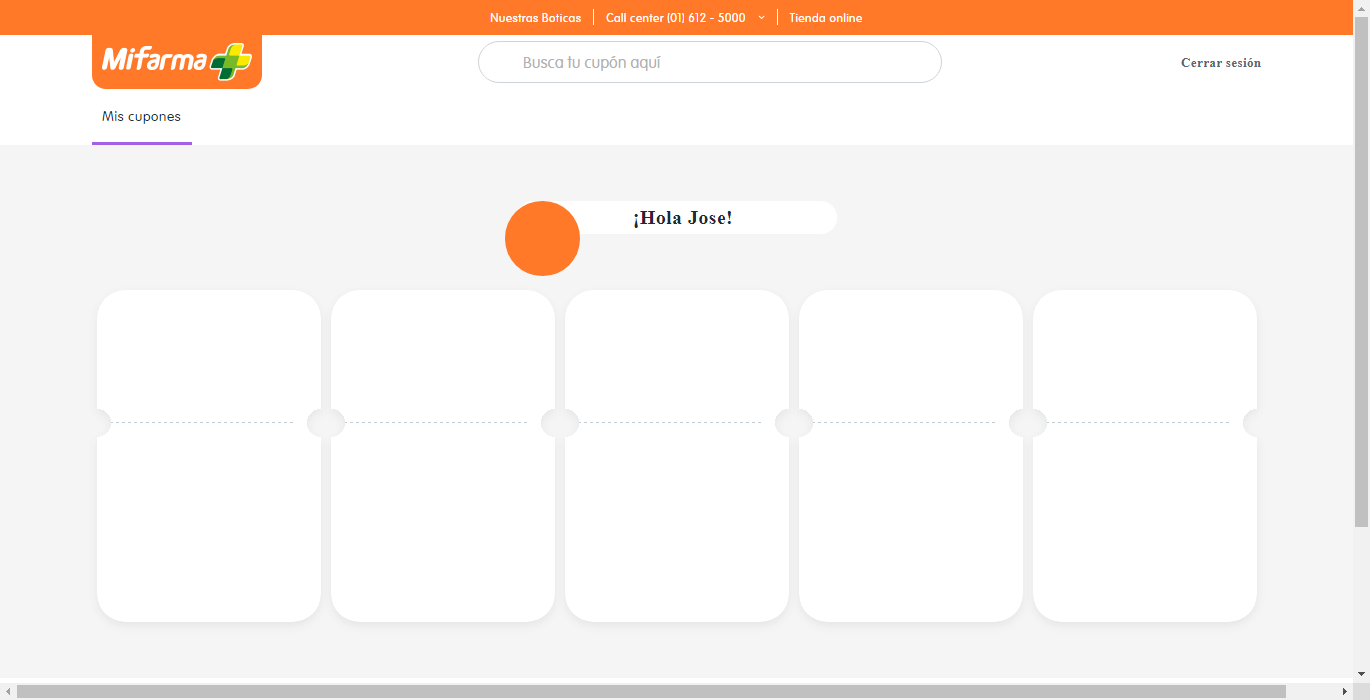 Nuestras Boticas
Call center (01) 612 - 5000
Tienda online
Mifarma
Busca tu cupón aquí
Cerrar sesión
Mis cupones
¡Hola Jose!